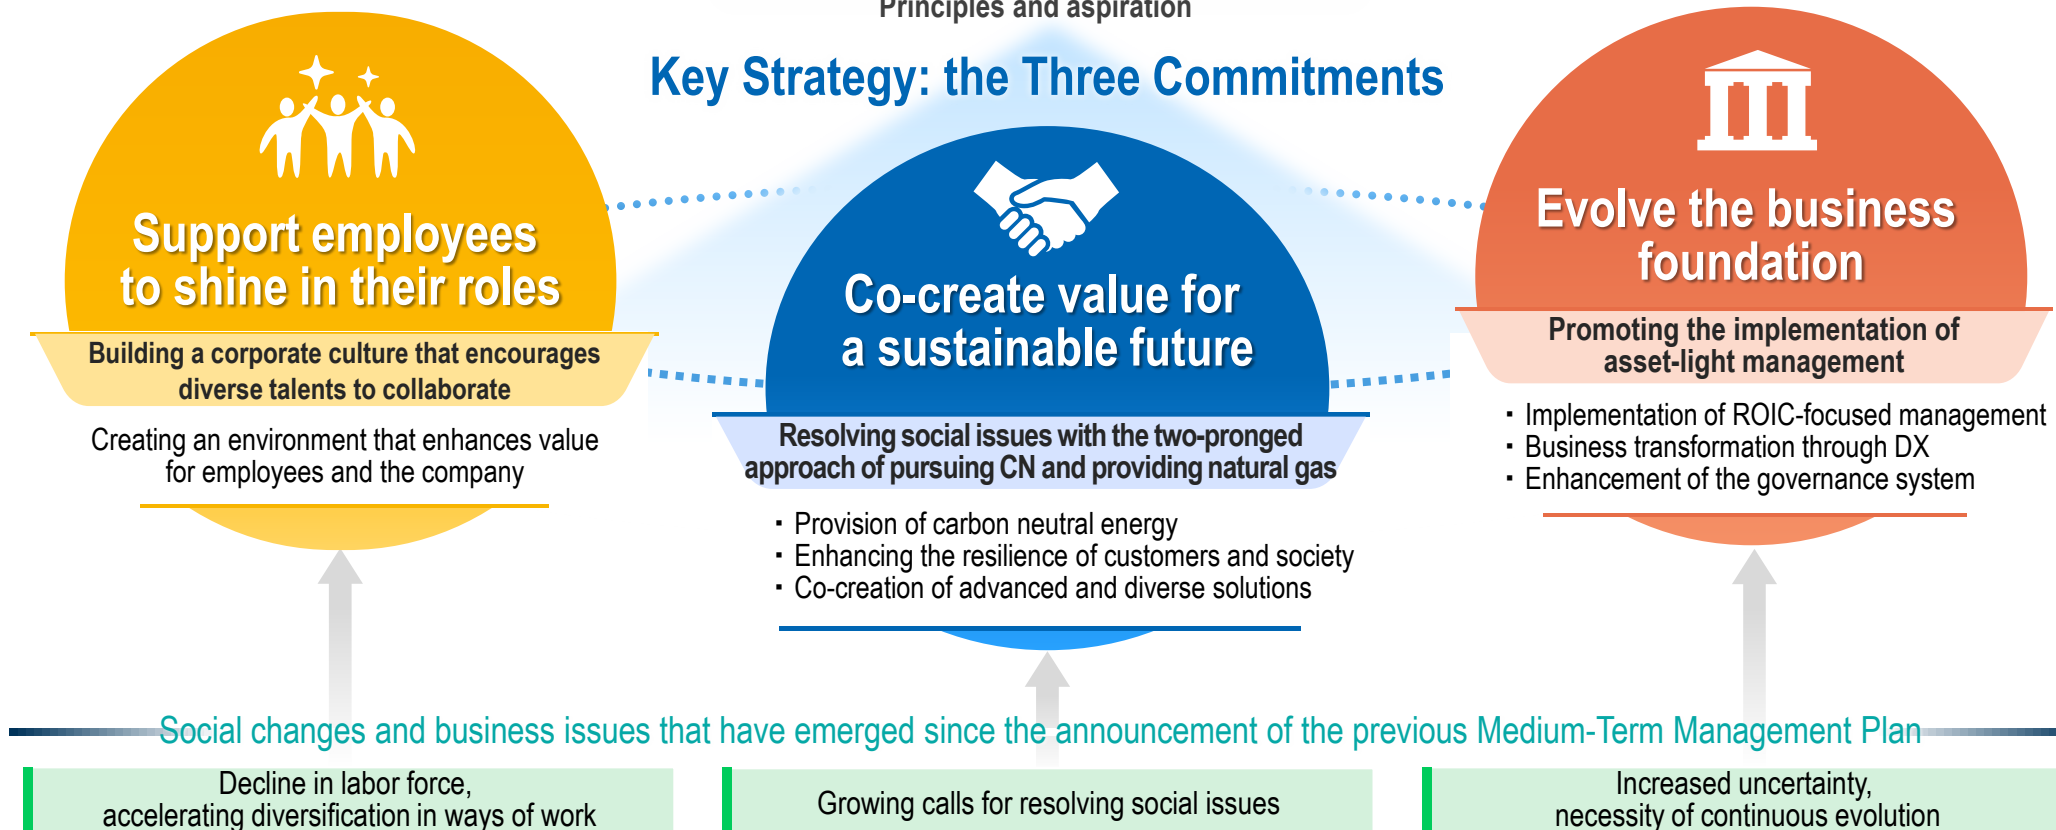 Principles and aspiration
Key Strategy: the Three Commitments
Support employees
to shine in their roles
Building a corporate culture that encourages
diverse talents to collaborate
Creating an environment that enhances value
for employees and the company
Co-create value for
a sustainable future
Resolving social issues with the two-pronged
approach of pursuing CN and providing natural gas
▪ Provision of carbon neutral energy
▪ Enhancing the resilience of customers and society
▪ Co-creation of advanced and diverse solutions
Evolve the business
foundation
Promoting the implementation of
asset-light management
▪ Implementation of ROIC-focused management
▪ Business transformation through DX
▪ Enhancement of the governance system
Social changes and business issues that have emerged since the announcement of the previous Medium-Term Management Plan
Decline in labor force,
accelerating diversification in ways of work
Growing calls for resolving social issues
Increased uncertainty,
necessity of continuous evolution